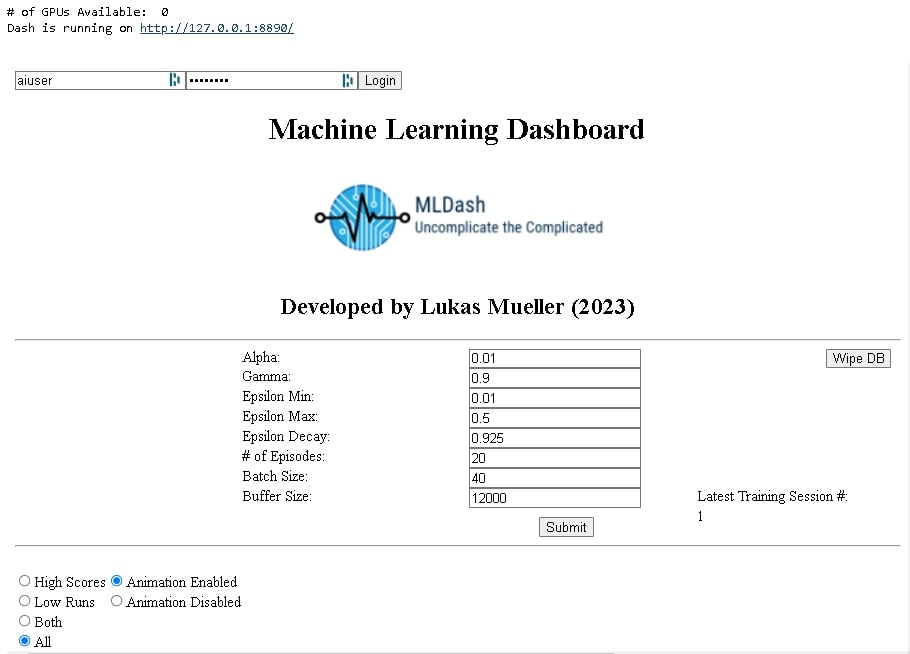 # of GPUs Available:  0
Dash is running on http://127.0.0.1:8890/
aiuser •••••••• Login
Machine Learning Dashboard
MLDash
Uncomplicate the Complicated
Developed by Lukas Mueller (2023)
Alpha: 0.01 Wipe DB
Gamma: 0.9
Epsilon Min: 0.01
Epsilon Max: 0.5
Epsilon Decay: 0.925
# of Episodes: 20
Batch Size: 40
Buffer Size: 12000 Latest Training Session #:
1
Submit
High Scores Animation Enabled
Low Runs Animation Disabled
Both
All